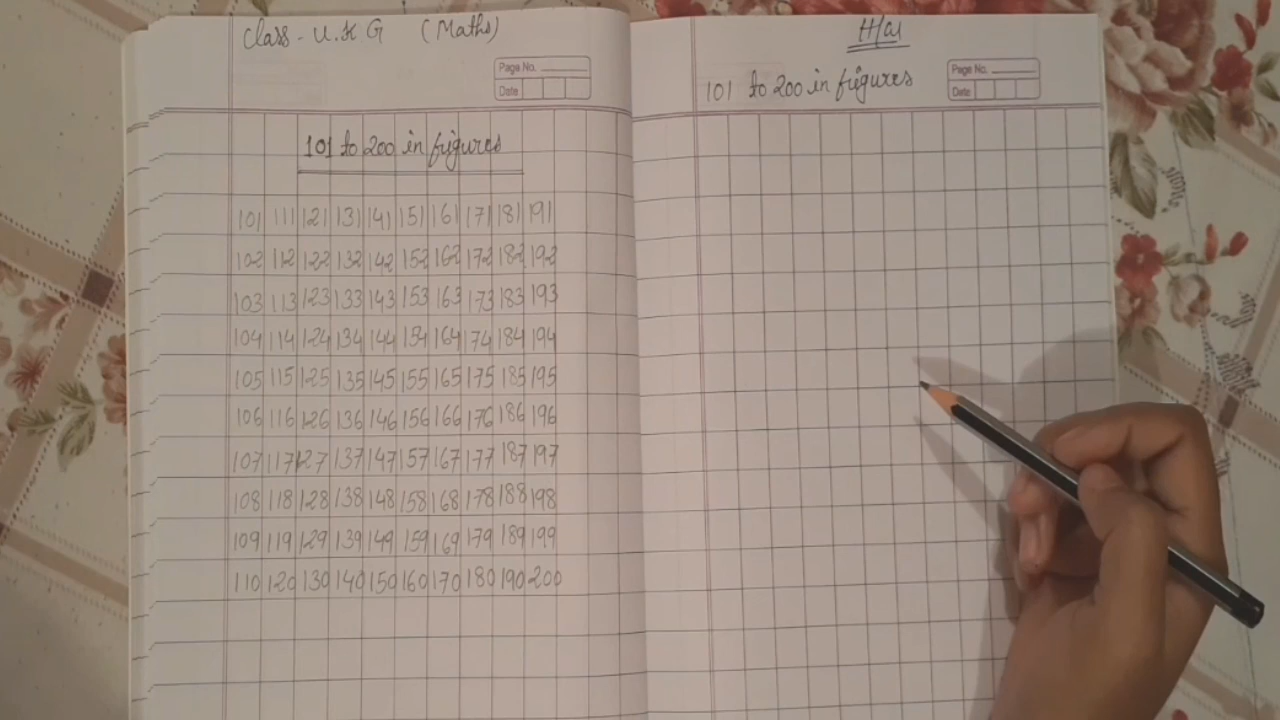 Class - U.K G (Maths)
Page No.
Date
101 to 200 in figures
101 111 121 131 141 151 161 171 181 191
102 112 122 132 142 152 162 172 182 192
103 113 123 133 143 153 163 173 183 193
104 114 124 134 144 154 164 174 184 194
105 115 125 135 145 155 165 175 185 195
106 116 126 136 146 156 166 176 186 196
107 117 127 137 147 157 167 177 187 197
108 118 128 138 148 158 168 178 188 198
109 119 129 139 149 159 169 179 189 199
110 120 130 140 150 160 170 180 190 200
H/W
Page No.
Date
101 to 200 in figures